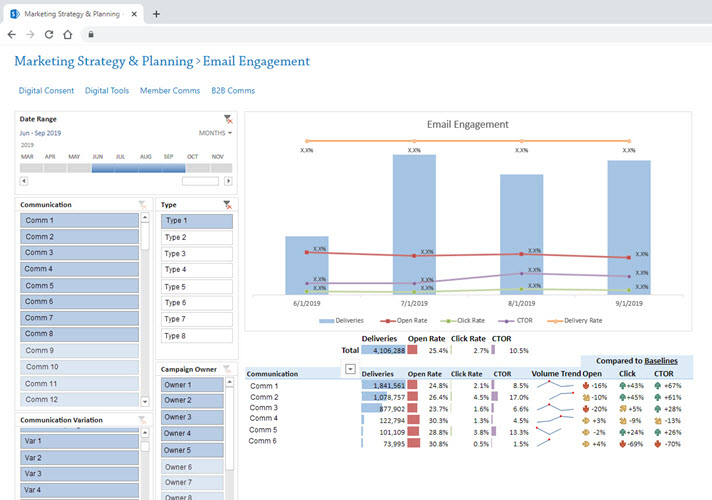 Marketing Strategy & Planning -
Marketing Strategy & Planning > Email Engagement
Digital Consent Digital Tools Member Comms B2B Comms
Date Range
Jun - Sep 2019
MONTHS
2019
MAR APR MAY JUN JUL AUG SEP OCT NOV
Communication
Comm 1
Comm 2
Comm 3
Comm 4
Comm 5
Comm 6
Comm 7
Comm 8
Comm 9
Comm 10
Comm 11
Comm 12
Communication Variation
Var 1
Var 2
Var 3
Var 4
Type
Type 1
Type 2
Type 3
Type 4
Type 5
Type 6
Type 7
Type 8
Campaign Owner
Owner 1
Owner 2
Owner 3
Owner 4
Owner 5
Owner 6
Owner 7
Owner 8
Email Engagement
X.X% X.X% X.X% X.X%
X.X% X.X% X.X% X.X%
X.X% X.X% X.X% X.X%
X.X% X.X% X.X% X.X%
6/1/2019 7/1/2019 8/1/2019 9/1/2019
Deliveries Open Rate Click Rate CTOR Delivery Rate
Deliveries Open Rate Click Rate CTOR
Total 4,106,288 25.4% 2.7% 10.5%
Compared to Baselines
Communication Deliveries Open Rate Click Rate CTOR Volume Trend Open Click CTOR
Comm 1 1,841,561 24.8% 2.1% 8.5% -16% +43% +67%
Comm 2 1,078,757 26.4% 4.5% 17.0% -10% +45% +61%
Comm 3 877,902 23.7% 1.6% 6.6% -20% +5% +28%
Comm 4 122,794 30.3% 1.3% 4.5% +3% -9% -13%
Comm 5 101,109 28.8% 3.8% 13.3% -2% +24% +26%
Comm 6 73,995 30.8% 0.5% 1.5% +4% -69% -70%